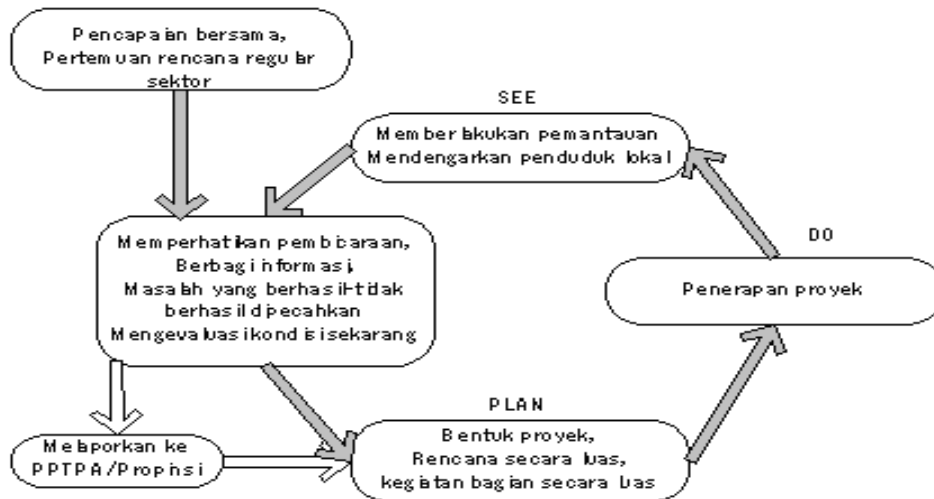 Pencapaian bersama,
Pertemuan rencana regular
sektor
SEE
Memberlakukan pemantauan
Mendengarkan penduduk lokal
DO
Memperhatikan pembicaraan,
Berbagi informasi,
Masalah yang berhasil-tidak
berhasil dipecahkan
Mengevaluasi kondisi sekarang
Penerapan proyek
PLAN
Melaporkan ke
PPTPA/Propinsi
Bentuk proyek,
Rencana secara luas,
kegiatan bagian secara luas